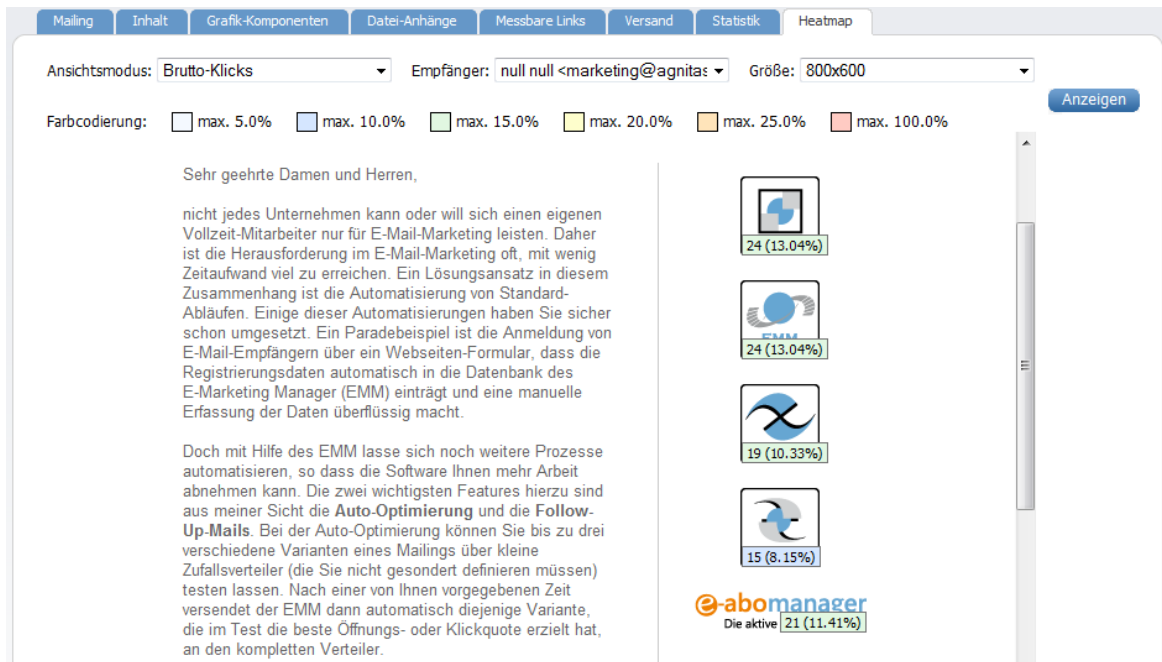 Mailing Inhalt Grafik-Komponenten Datei-Anhänge Messbare Links Versand Statistik Heatmap
Ansichtsmodus: Brutto-Klicks Empfänger: null null <marketing@agnitas Größe: 800x600
Anzeigen
Farbcodierung: max. 5.0% max. 10.0% max. 15.0% max. 20.0% max. 25.0% max. 100.0%
Sehr geehrte Damen und Herren,
nicht jedes Unternehmen kann oder will sich einen eigenen
Vollzeit-Mitarbeiter nur für E-Mail-Marketing leisten. Daher
ist die Herausforderung im E-Mail-Marketing oft, mit wenig
Zeitaufwand viel zu erreichen. Ein Lösungsansatz in diesem
Zusammenhang ist die Automatisierung von Standard-
Abläufen. Einige dieser Automatisierungen haben Sie sicher
schon umgesetzt. Ein Paradebeispiel ist die Anmeldung von
E-Mail-Empfängern über ein Webseiten-Formular, dass die
Registrierungsdaten automatisch in die Datenbank des
E-Marketing Manager (EMM) einträgt und eine manuelle
Erfassung der Daten überflüssig macht.
Doch mit Hilfe des EMM lasse sich noch weitere Prozesse
automatisieren, so dass die Software Ihnen mehr Arbeit
abnehmen kann. Die zwei wichtigsten Features hierzu sind
aus meiner Sicht die Auto-Optimierung und die Follow-
Up-Mails. Bei der Auto-Optimierung können Sie bis zu drei
verschiedene Varianten eines Mailings über kleine
Zufallsverteiler (die Sie nicht gesondert definieren müssen)
testen lassen. Nach einer von Ihnen vorgegebenen Zeit
versendet der EMM dann automatisch diejenige Variante,
die im Test die beste Öffnungs- oder Klickquote erzielt hat,
an den kompletten Verteiler.
24 (13.04%)
EMM
24 (13.04%)
19 (10.33%)
15 (8.15%)
e-abomanager
Die aktive 21 (11.41%)